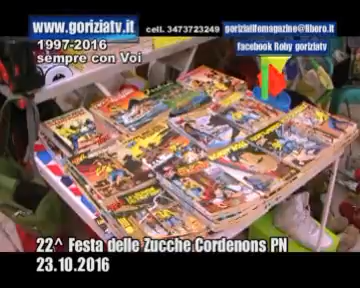 www.goriziatv.it
cell. 3473723249
gorizialifemagazine@libero.it
1997-2016
facebook Roby goriziatv
sempre con Voi
22^ Festa delle Zucche Cordenons PN
23.10.2016